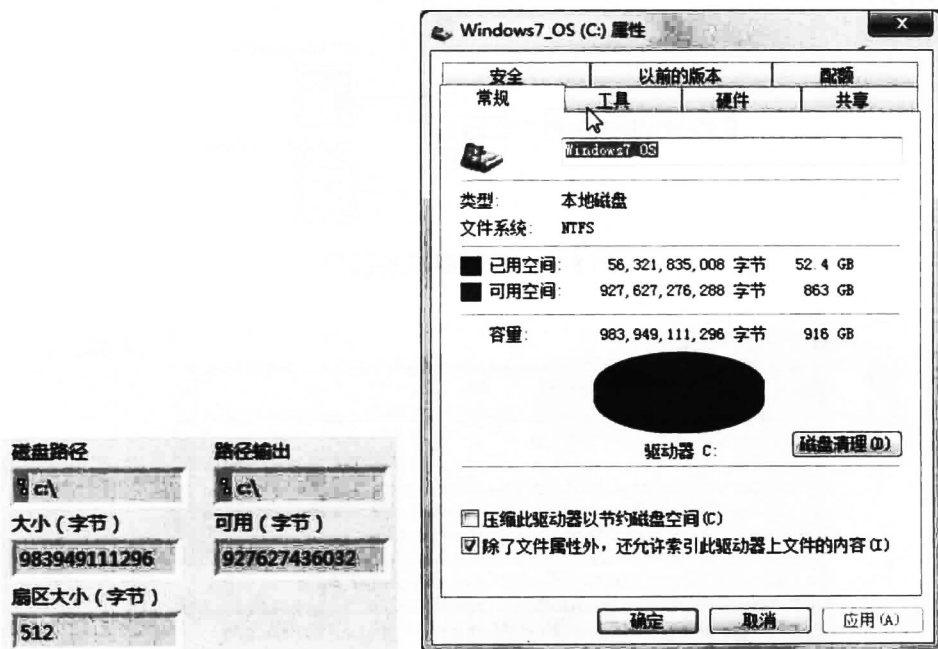 磁盘路径
路径输出
c:\
c:\
大小（字节）
可用（字节）
983949111296
927627436032
扇区大小（字节）
512
Windows7_OS (C:) 属性
安全
以前的版本
配额
常规
工具
硬件
共享
Windows7_OS
类型: 本地磁盘
文件系统: NTFS
已用空间: 56,321,835,008 字节 52.4 GB
可用空间: 927,627,276,288 字节 863 GB
容量: 983,949,111,296 字节 916 GB
驱动器 C:
磁盘清理(D)
压缩此驱动器以节约磁盘空间(C)
除了文件属性外，还允许索引此驱动器上文件的内容(I)
确定
取消
应用(A)